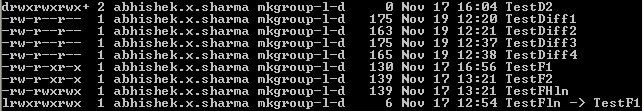 drwxrwxrwx+ 2 abhishek.x.sharma mkgroup-l-d 0 Nov 17 16:04 TestD2
-rw-r--r-- 1 abhishek.x.sharma mkgroup-l-d 175 Nov 19 12:20 TestDiff1
-rw-r--r-- 1 abhishek.x.sharma mkgroup-l-d 163 Nov 19 12:21 TestDiff2
-rw-r--r-- 1 abhishek.x.sharma mkgroup-l-d 175 Nov 19 12:37 TestDiff3
-rw-r--r-- 1 abhishek.x.sharma mkgroup-l-d 165 Nov 19 12:38 TestDiff4
-rw-r-xr-x 1 abhishek.x.sharma mkgroup-l-d 130 Nov 17 16:56 TestF1
-rw-r-xr-x 1 abhishek.x.sharma mkgroup-l-d 139 Nov 17 13:21 TestF2
-rw-rwxrwx 1 abhishek.x.sharma mkgroup-l-d 139 Nov 17 13:21 TestFHln
lrwxrwxrwx 1 abhishek.x.sharma mkgroup-l-d 6 Nov 17 12:54 TestFln -> TestF1